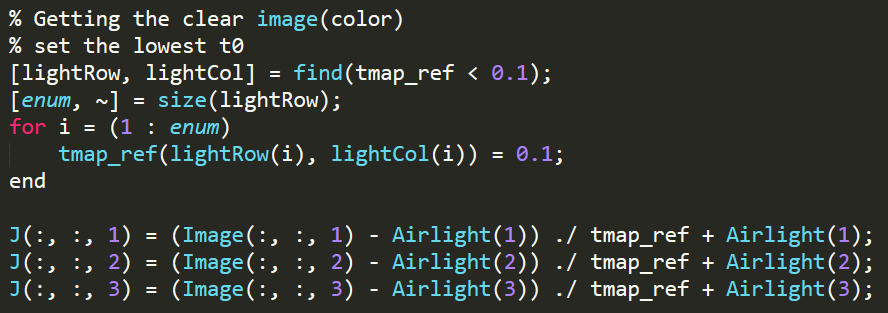 % Getting the clear image(color)
% set the lowest t0
[lightRow, lightCol] = find(tmap_ref < 0.1);
[enum, ~] = size(lightRow);
for i = (1 : enum)
    tmap_ref(lightRow(i), lightCol(i)) = 0.1;
end

J(:, :, 1) = (Image(:, :, 1) - Airlight(1)) ./ tmap_ref + Airlight(1);
J(:, :, 2) = (Image(:, :, 2) - Airlight(2)) ./ tmap_ref + Airlight(2);
J(:, :, 3) = (Image(:, :, 3) - Airlight(3)) ./ tmap_ref + Airlight(3);